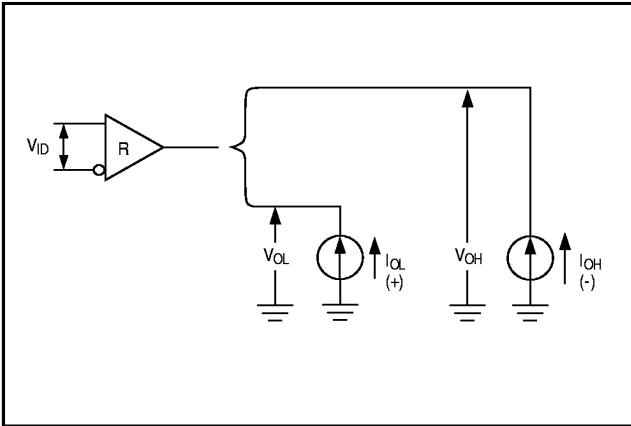 R
VID
VOL
IOL
(+)
VOH
IOH
(-)